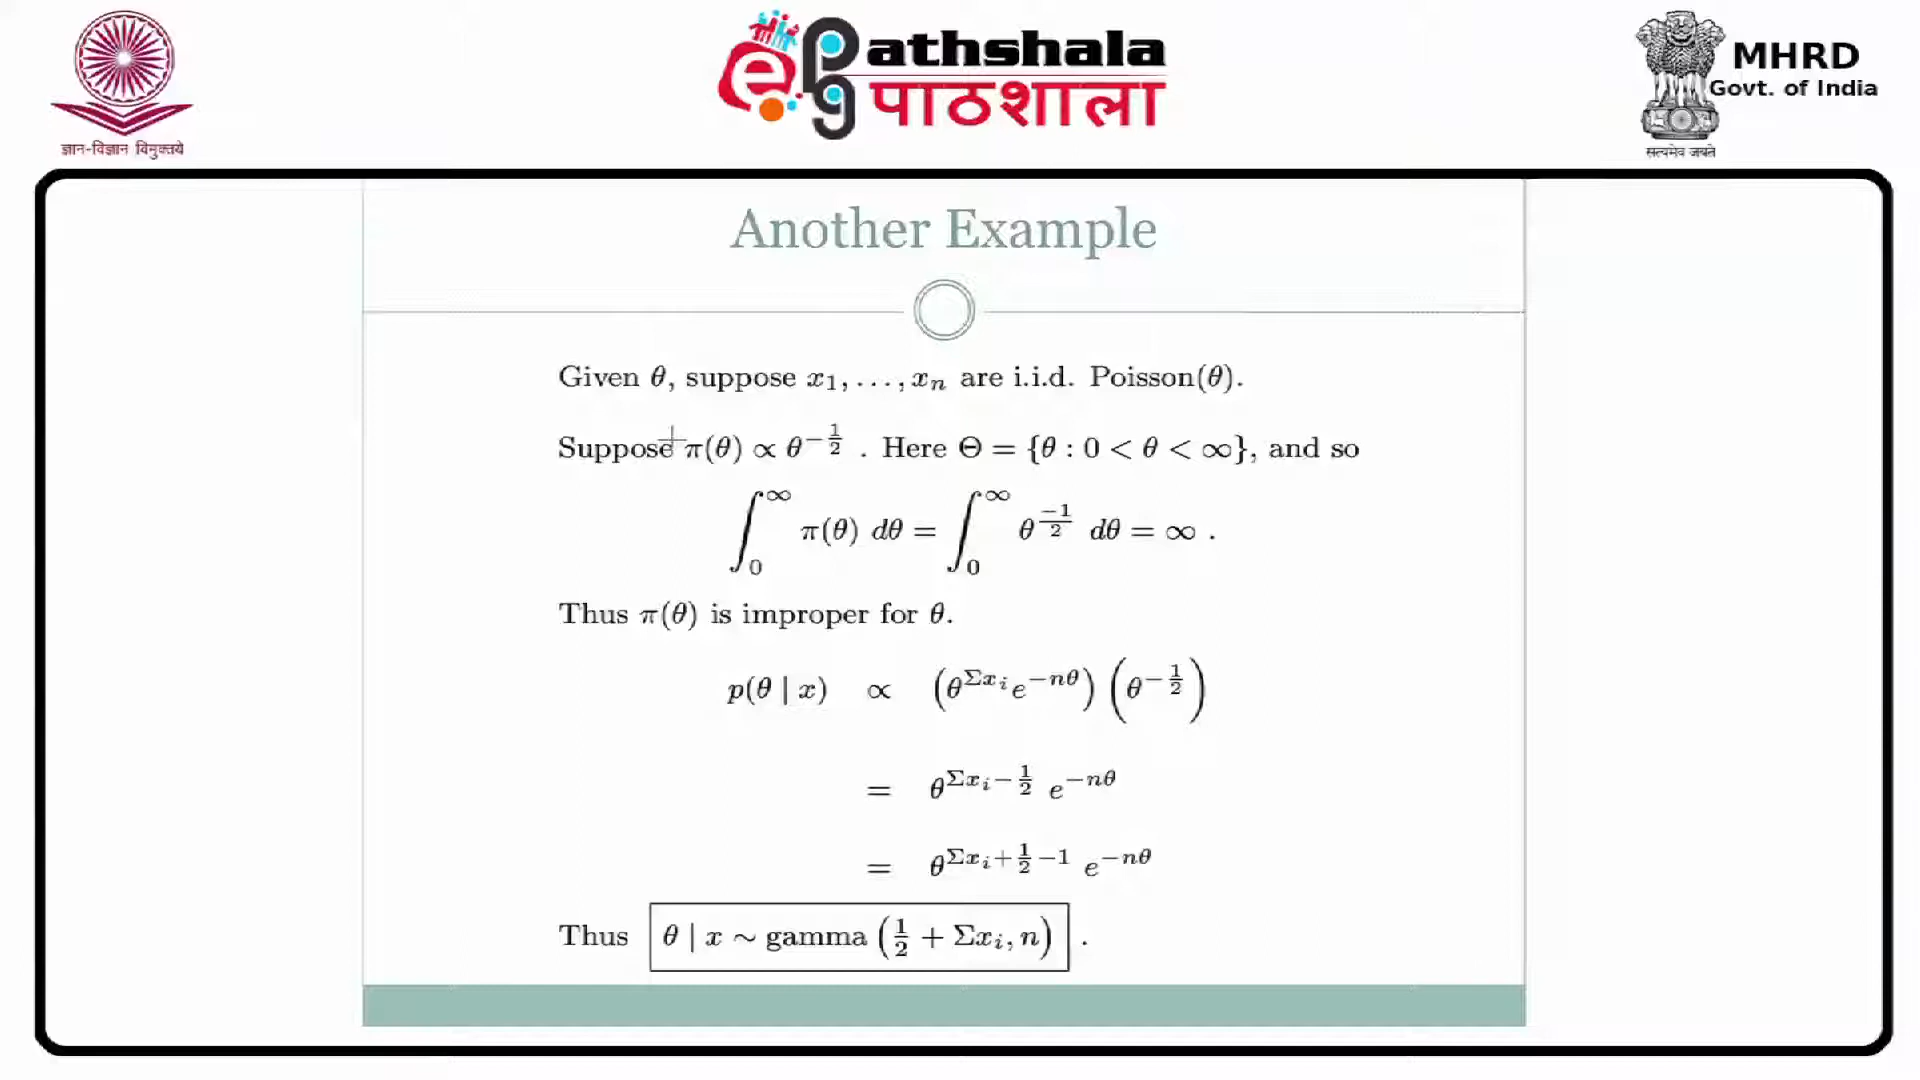 ज्ञान-विज्ञान विमुक्तये
ePathshala
पाठशाला
MHRD
Govt. of India
सत्यमेव जयते
Another Example
Given θ, suppose x₁, . . . , xₙ are i.i.d. Poisson(θ).
Suppose π(θ) ∝ θ^{−1/2} . Here Θ = {θ : 0 < θ < ∞}, and so
∫₀^∞ π(θ) dθ = ∫₀^∞ θ^{−1/2} dθ = ∞ .
Thus π(θ) is improper for θ.
p(θ | x) ∝ (θ^{Σxᵢ} e^{−nθ}) (θ^{−1/2})
= θ^{Σxᵢ−1/2} e^{−nθ}
= θ^{Σxᵢ+1/2−1} e^{−nθ}
Thus θ | x ∼ gamma (1/2 + Σxᵢ, n) .